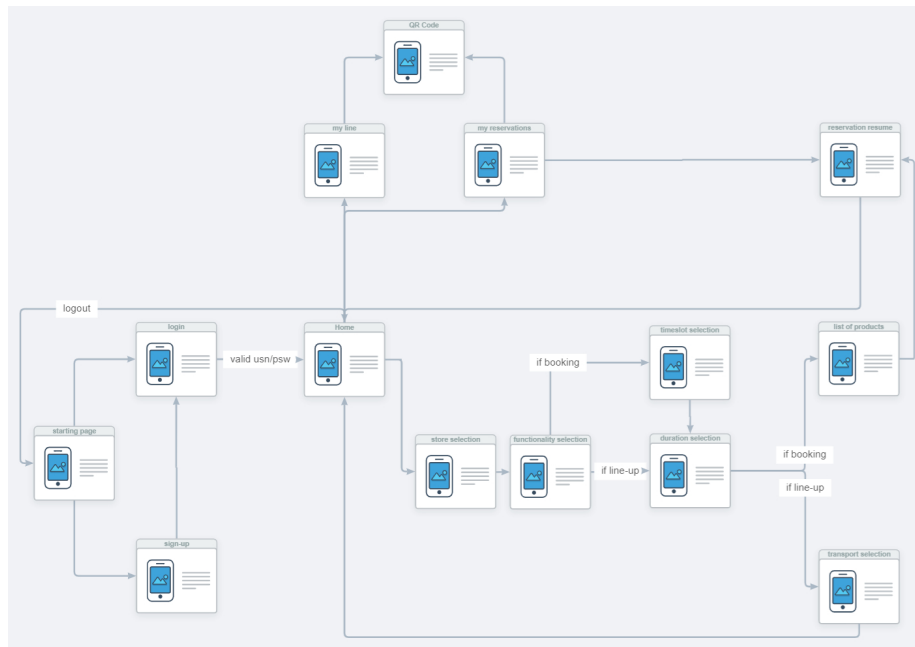 QR Code
my line
my reservations
reservation resume
logout
login
valid usn/psw
Home
timeslot selection
list of products
if booking
starting page
store selection
functionality selection
duration selection
if booking
if line-up
if line-up
sign-up
transport selection